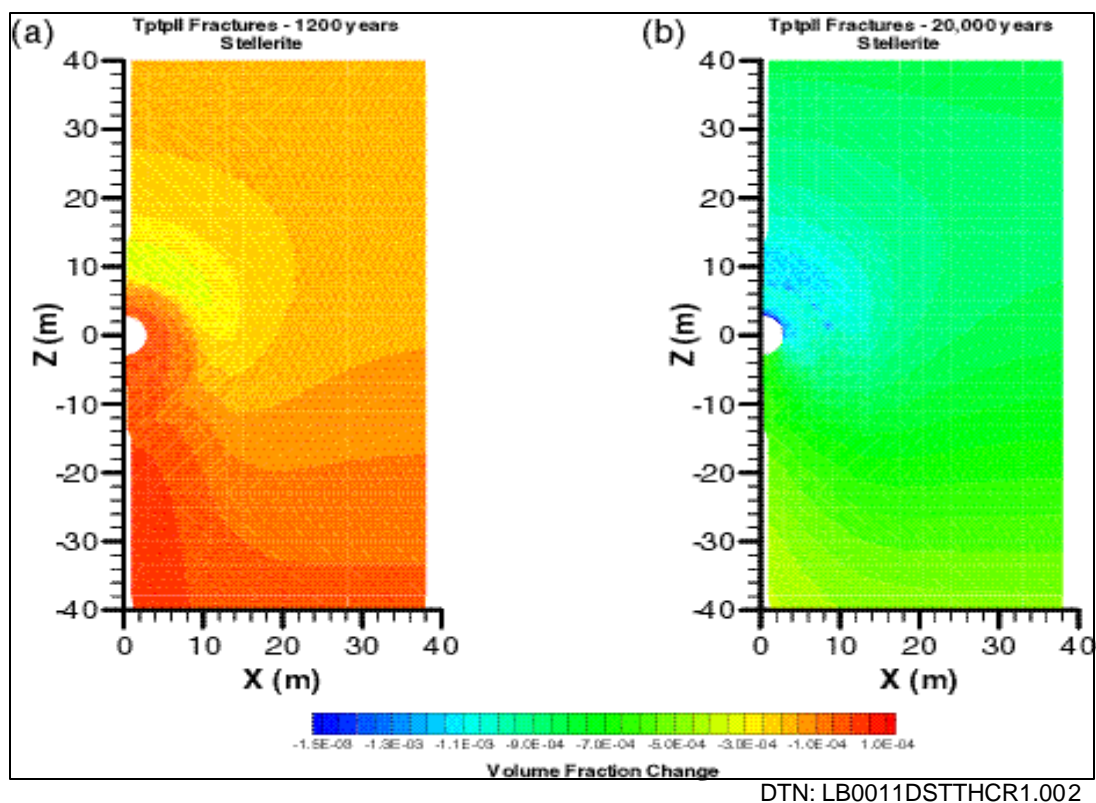 (a)
Tptpll Fractures - 1200 years
Stellerite
40
30
20
10
0
-10
-20
-30
-40
Z (m)
0 10 20 30 40
X (m)
(b)
Tptpll Fractures - 20,000 years
Stellerite
40
30
20
10
0
-10
-20
-30
-40
Z (m)
0 10 20 30 40
X (m)
-1.5E-03 -1.3E-03 -1.1E-03 -9.0E-04 -7.0E-04 -5.0E-04 -3.0E-04 -1.0E-04 1.0E-04
Volume Fraction Change
DTN: LB0011DSTTHCR1.002